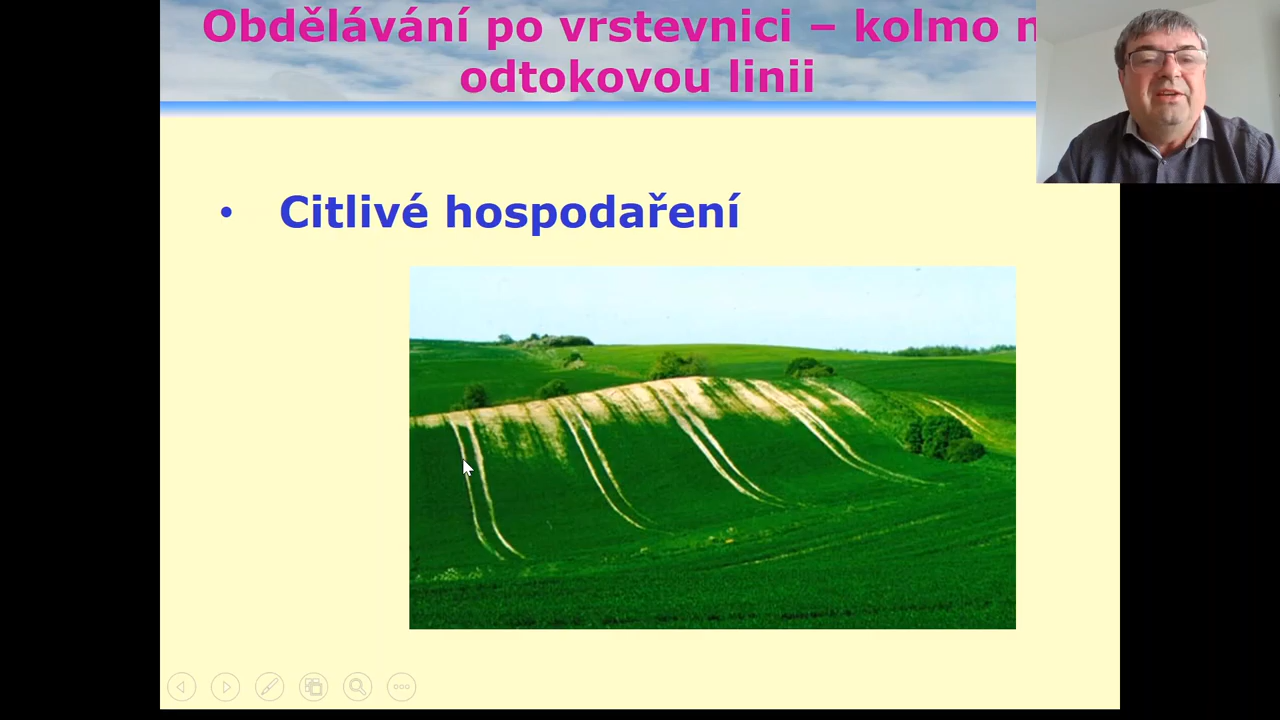 Obdělávání po vrstevnici – kolmo
odtokovou linii
• Citlivé hospodaření